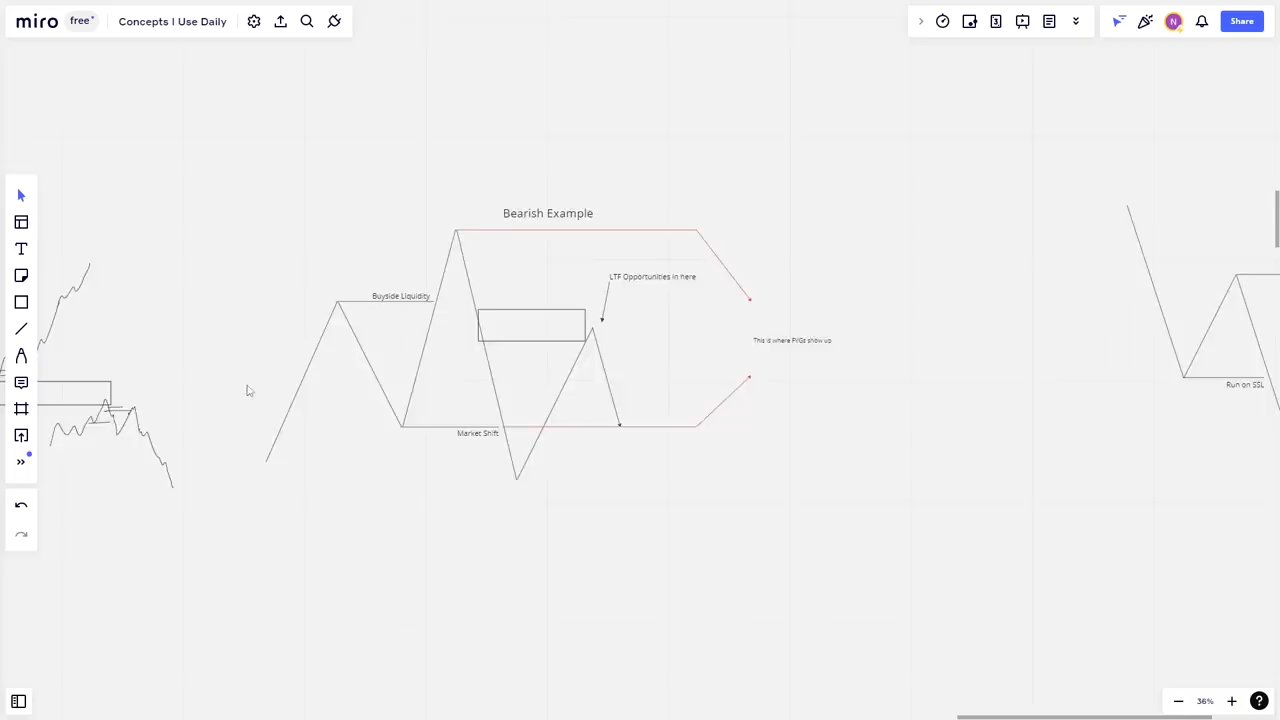 miro free Concepts I Use Daily
3
N
Share
Bearish Example
LTF Opportunities in here
Buyside Liquidity
This is where FVGs show up
Run on SSL
Market Shift
36%